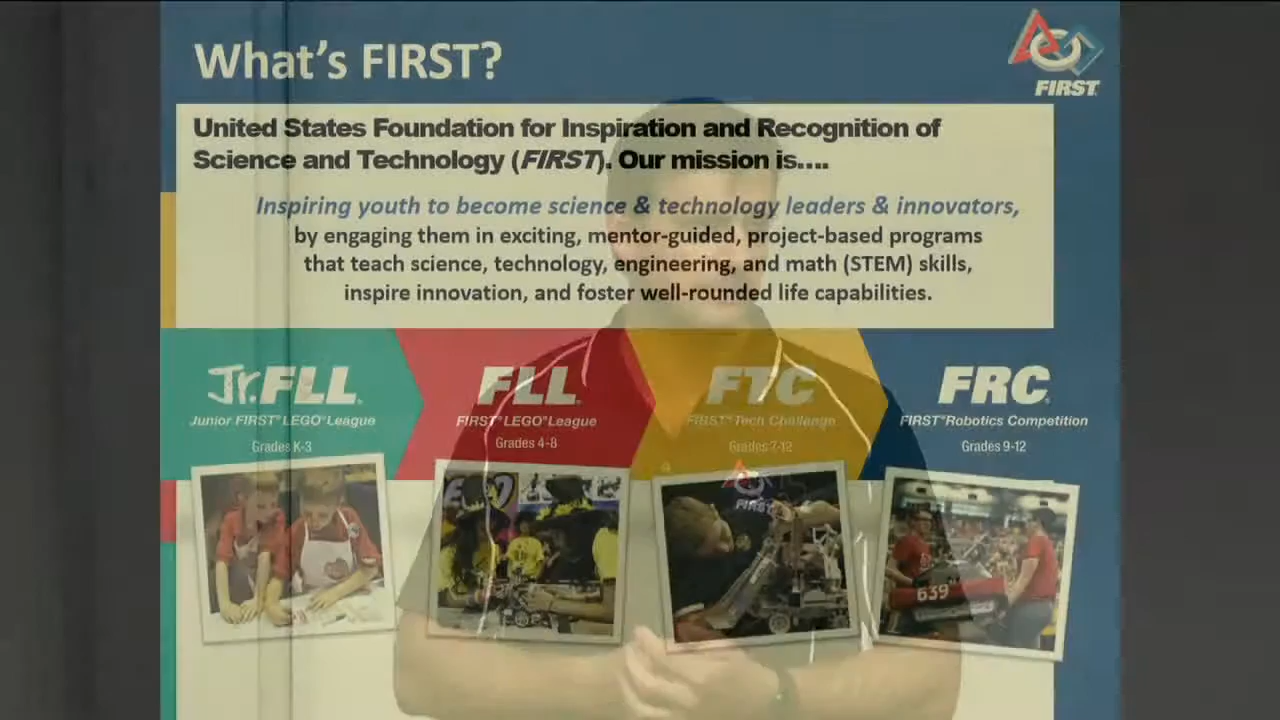 What's FIRST?
FIRST
United States Foundation for Inspiration and Recognition of
Science and Technology (FIRST). Our mission is....
Inspiring youth to become science & technology leaders & innovators,
by engaging them in exciting, mentor-guided, project-based programs
that teach science, technology, engineering, and math (STEM) skills,
inspire innovation, and foster well-rounded life capabilities.
Jr.FLL
Junior FIRST® LEGO® League
Grades K-3
FLL
FIRST® LEGO® League
Grades 4-8
FTC
FIRST® Tech Challenge
Grades 7-12
FRC
FIRST® Robotics Competition
Grades 9-12
FIRST
639